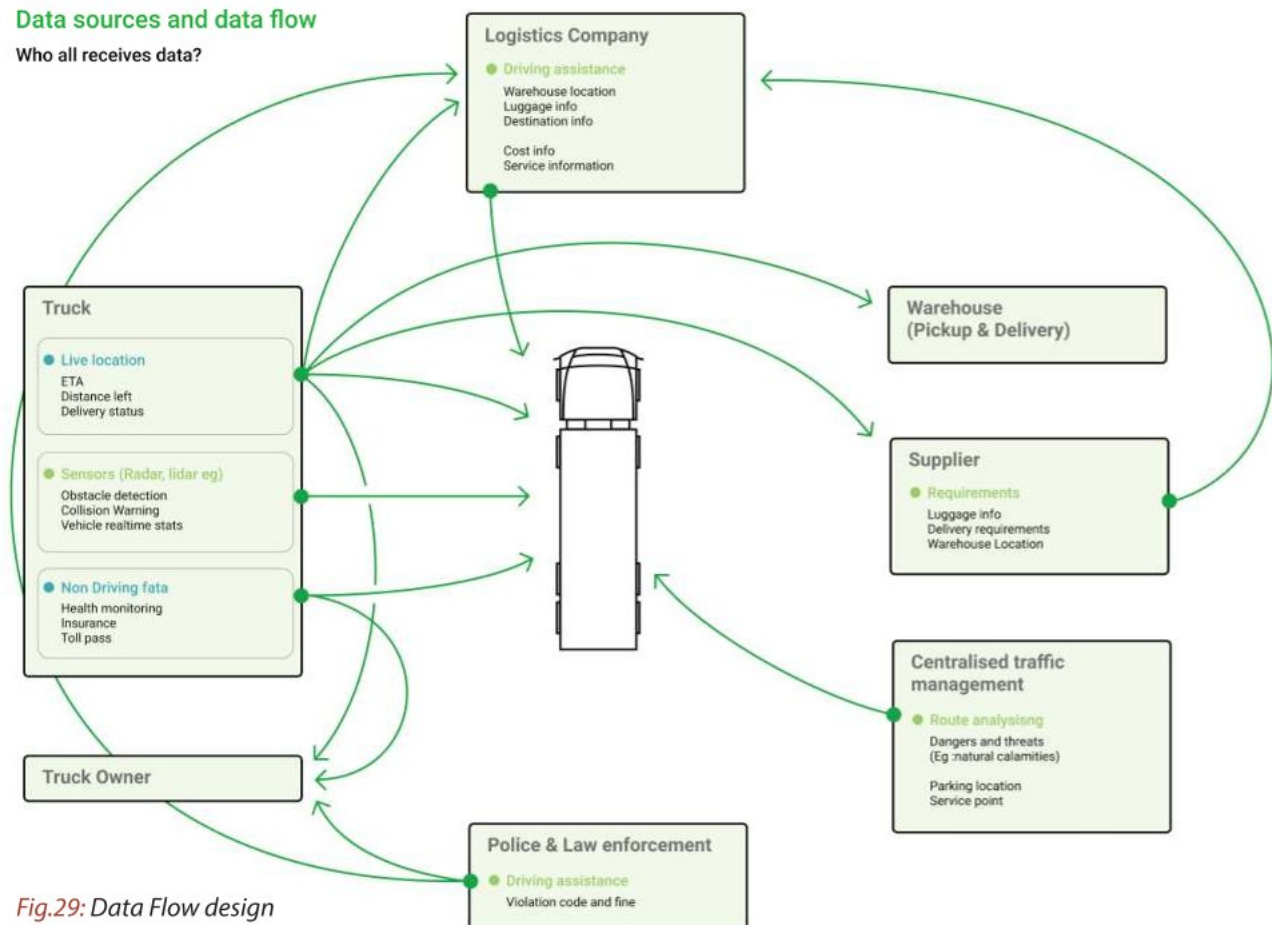 Data sources and data flow
Who all receives data?
Logistics Company
Driving assistance
Warehouse location
Luggage info
Destination info
Cost info
Service information
Truck
Live location
ETA
Distance left
Delivery status
Sensors (Radar, lidar eg)
Obstacle detection
Collision Warning
Vehicle realtime stats
Non Driving fata
Health monitoring
Insurance
Toll pass
Warehouse
(Pickup & Delivery)
Supplier
Requirements
Luggage info
Delivery requirements
Warehouse Location
Centralised traffic
management
Route analysisng
Dangers and threats
(Eg :natural calamities)
Parking location
Service point
Truck Owner
Police & Law enforcement
Driving assistance
Violation code and fine
Fig.29: Data Flow design